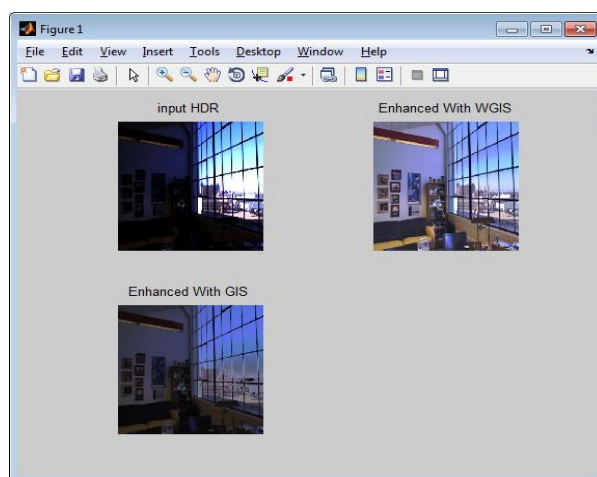 Figure 1
File Edit View Insert Tools Desktop Window Help
input HDR
Enhanced With WGIS
Enhanced With GIS